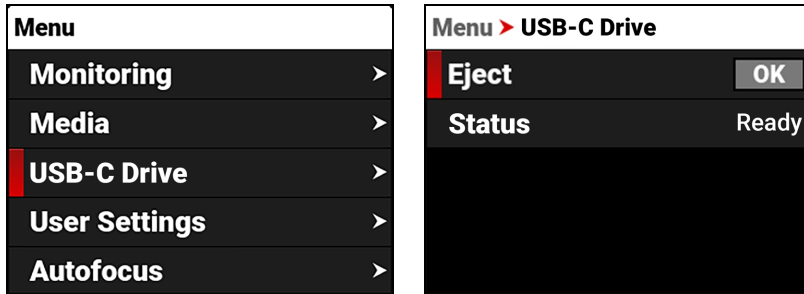 Menu
Monitoring
Media
USB-C Drive
User Settings
Autofocus
Menu > USB-C Drive
Eject OK
Status Ready